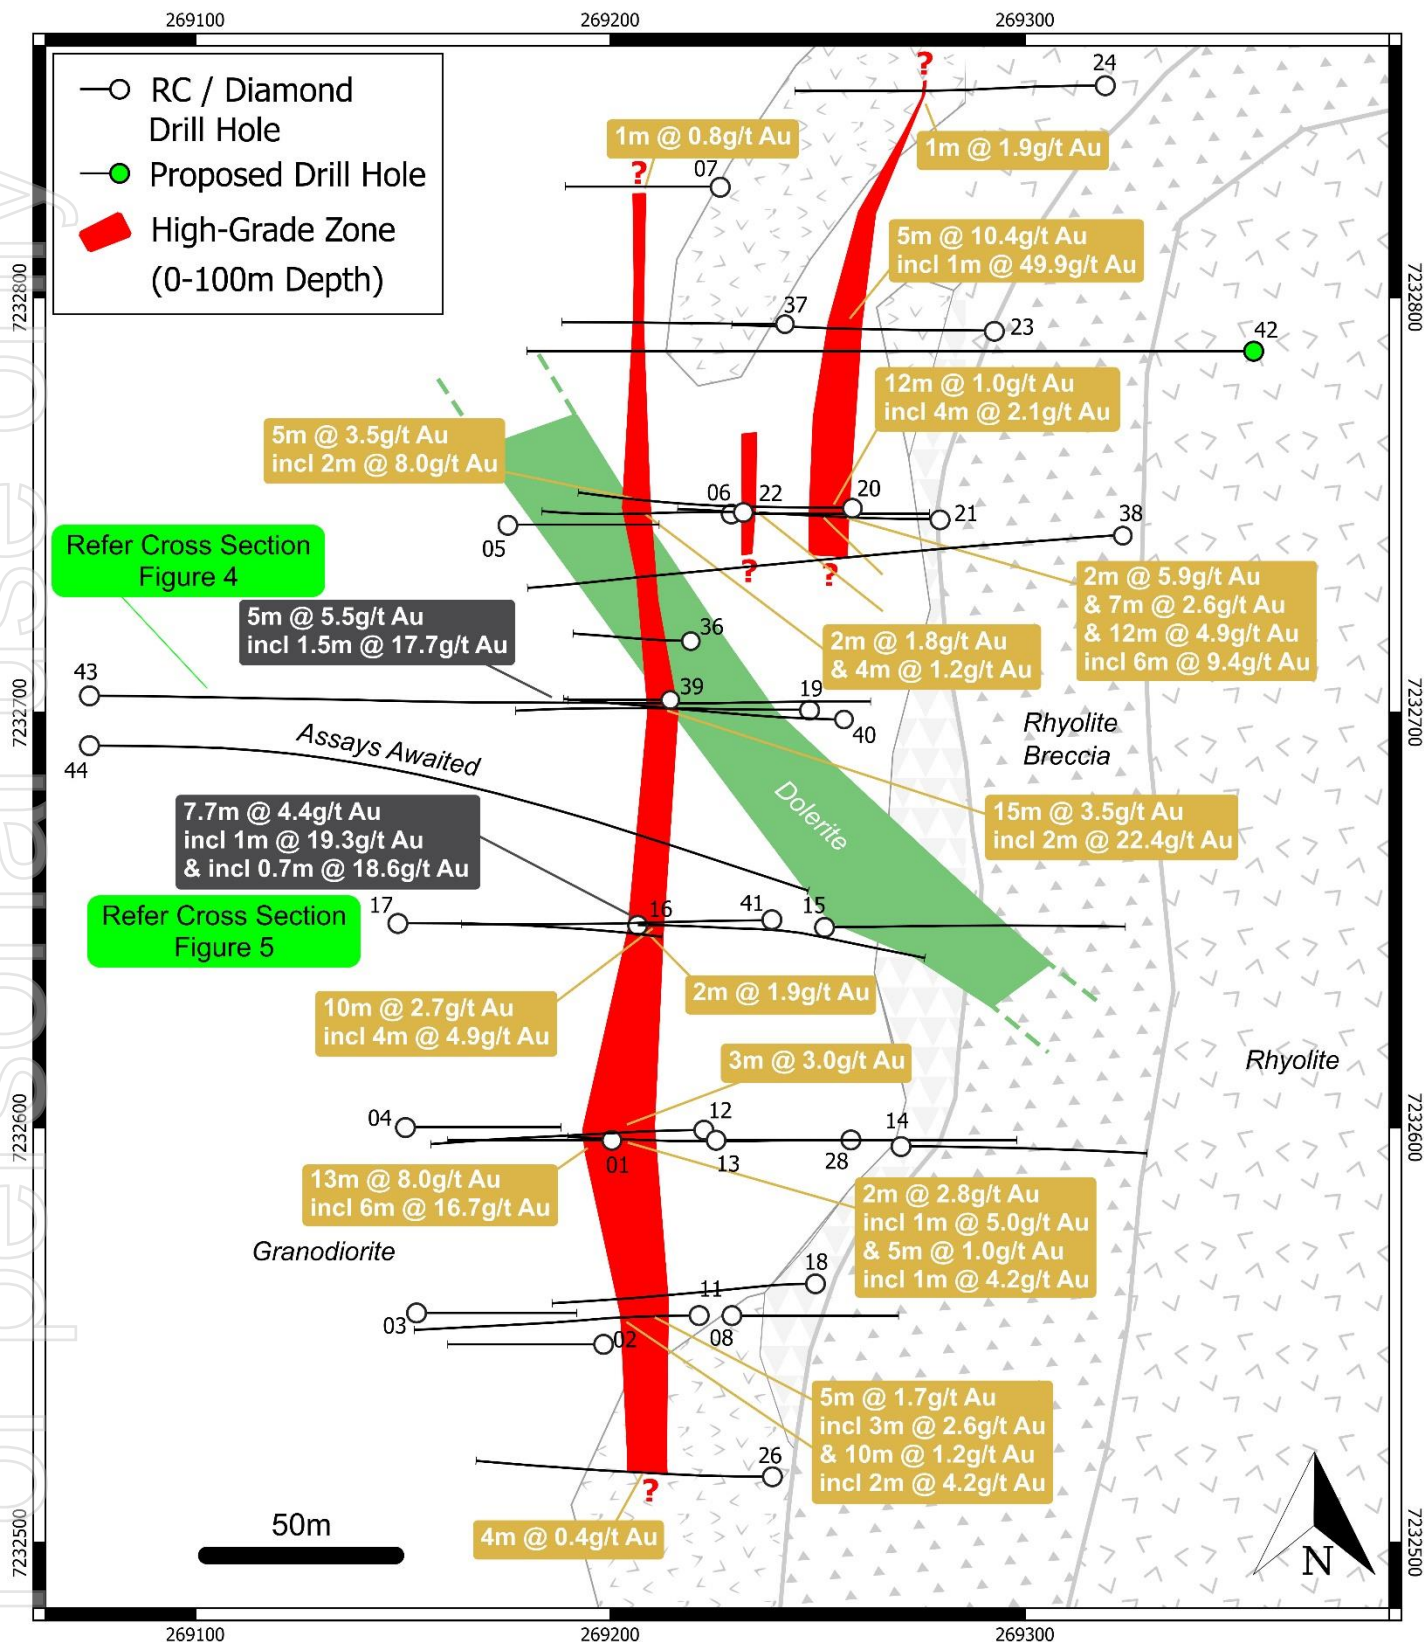 269100
269200
269300
RC / Diamond
Drill Hole
Proposed Drill Hole
High-Grade Zone
(0-100m Depth)
?
24
1m @ 0.8g/t Au
1m @ 1.9g/t Au
?
07
5m @ 10.4g/t Au
incl 1m @ 49.9g/t Au
7232800
7232800
37
23
42
12m @ 1.0g/t Au
incl 4m @ 2.1g/t Au
5m @ 3.5g/t Au
incl 2m @ 8.0g/t Au
06
22
20
21
38
05
Refer Cross Section
Figure 4
?
?
2m @ 5.9g/t Au
& 7m @ 2.6g/t Au
& 12m @ 4.9g/t Au
incl 6m @ 9.4g/t Au
5m @ 5.5g/t Au
incl 1.5m @ 17.7g/t Au
36
2m @ 1.8g/t Au
& 4m @ 1.2g/t Au
43
39
19
40
7232700
7232700
Rhyolite
Breccia
44
Assays Awaited
7.7m @ 4.4g/t Au
incl 1m @ 19.3g/t Au
& incl 0.7m @ 18.6g/t Au
Dolerite
15m @ 3.5g/t Au
incl 2m @ 22.4g/t Au
Refer Cross Section
Figure 5
17
16
41
15
10m @ 2.7g/t Au
incl 4m @ 4.9g/t Au
2m @ 1.9g/t Au
3m @ 3.0g/t Au
Rhyolite
7232600
7232600
04
12
14
01
13
28
13m @ 8.0g/t Au
incl 6m @ 16.7g/t Au
2m @ 2.8g/t Au
incl 1m @ 5.0g/t Au
& 5m @ 1.0g/t Au
incl 1m @ 4.2g/t Au
Granodiorite
18
11
03
02
08
5m @ 1.7g/t Au
incl 3m @ 2.6g/t Au
& 10m @ 1.2g/t Au
incl 2m @ 4.2g/t Au
26
?
50m
4m @ 0.4g/t Au
N
7232500
7232500
269100
269200
269300
For personal use only